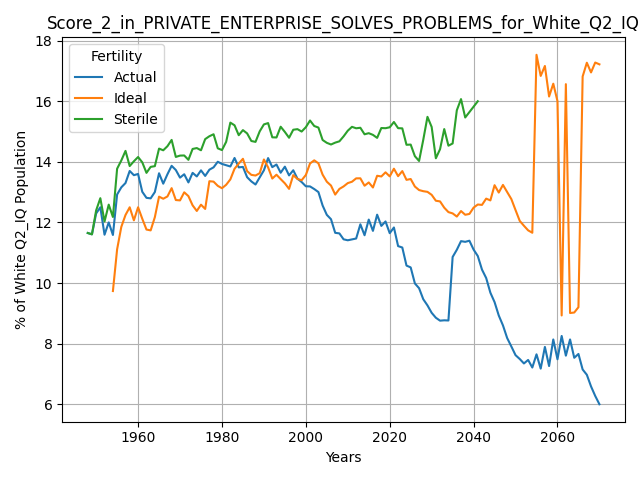 Score_2_in_PRIVATE_ENTERPRISE_SOLVES_PROBLEMS_for_White_Q2_IQ
Fertility
Actual
Ideal
Sterile
% of White Q2_IQ Population
18
16
14
12
10
8
6
1960 1980 2000 2020 2040 2060
Years